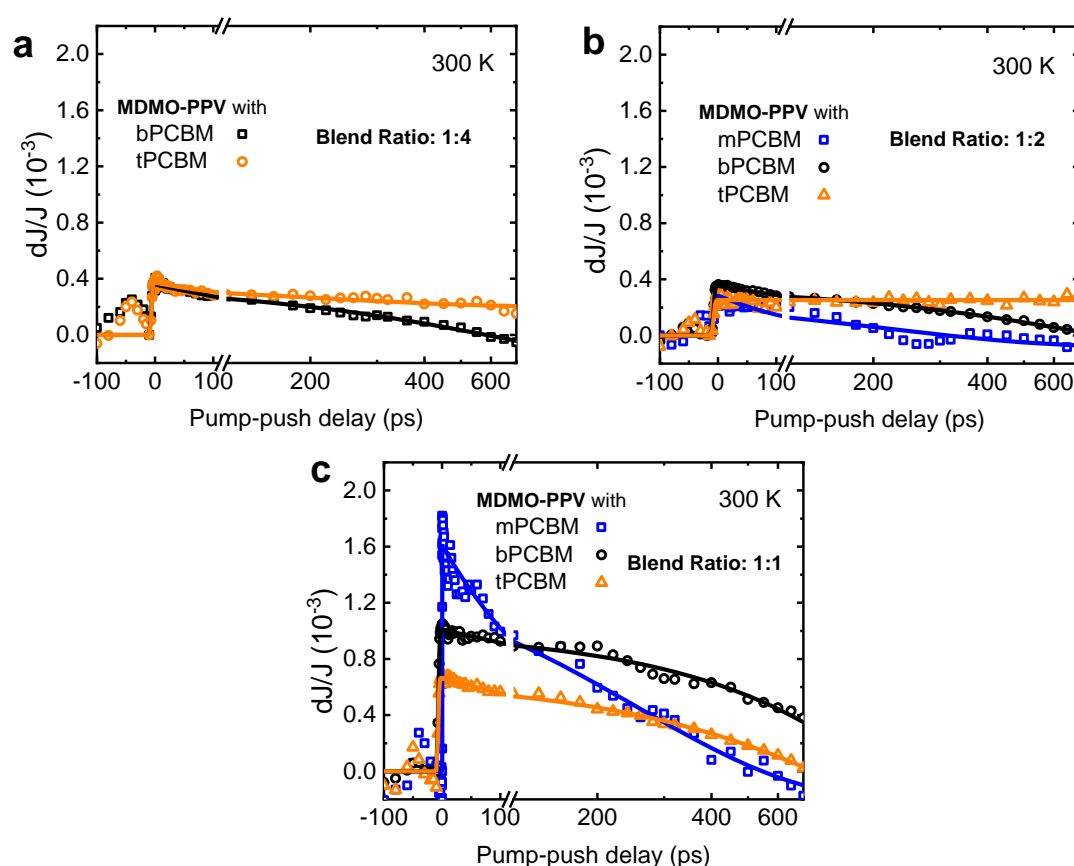 a
300 K
MDMO-PPV with
bPCBM
tPCBM
Blend Ratio: 1:4
dJ/J (10⁻³)
2.0
1.6
1.2
0.8
0.4
0.0
-100 0 100 200 400 600
Pump-push delay (ps)
b
300 K
MDMO-PPV with
mPCBM
bPCBM
tPCBM
Blend Ratio: 1:2
dJ/J (10⁻³)
2.0
1.6
1.2
0.8
0.4
0.0
-100 0 100 200 400 600
Pump-push delay (ps)
c
300 K
MDMO-PPV with
mPCBM
bPCBM
tPCBM
Blend Ratio: 1:1
dJ/J (10⁻³)
2.0
1.6
1.2
0.8
0.4
0.0
-100 0 100 200 400 600
Pump-push delay (ps)